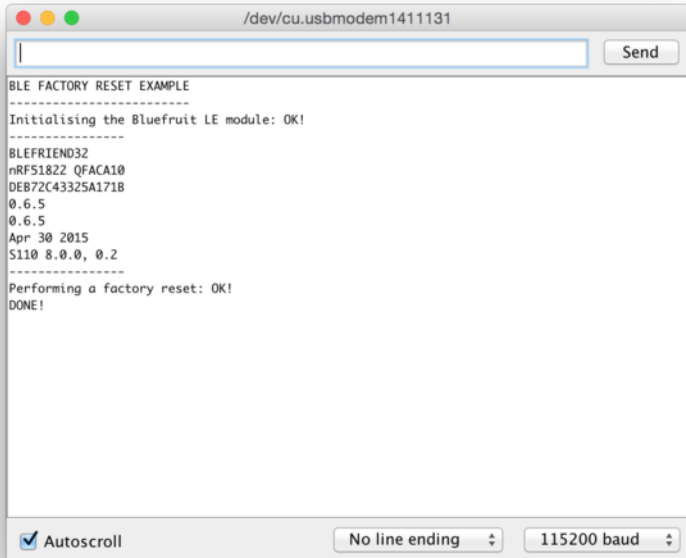 /dev/cu.usbmodem1411131
Send
BLE FACTORY RESET EXAMPLE
-------------------------
Initialising the Bluefruit LE module: OK!
----------------
BLEFRIEND32
nRF51822 QFACA10
DEB72C43325A171B
0.6.5
0.6.5
Apr 30 2015
S110 8.0.0, 0.2
----------------
Performing a factory reset: OK!
DONE!
Autoscroll
No line ending
115200 baud